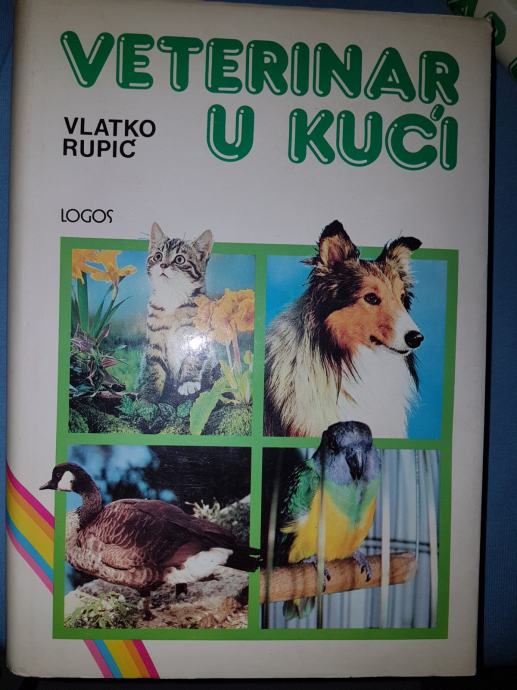 VETERINAR
U KUĆI
VLATKO
RUPIĆ
LOGOS